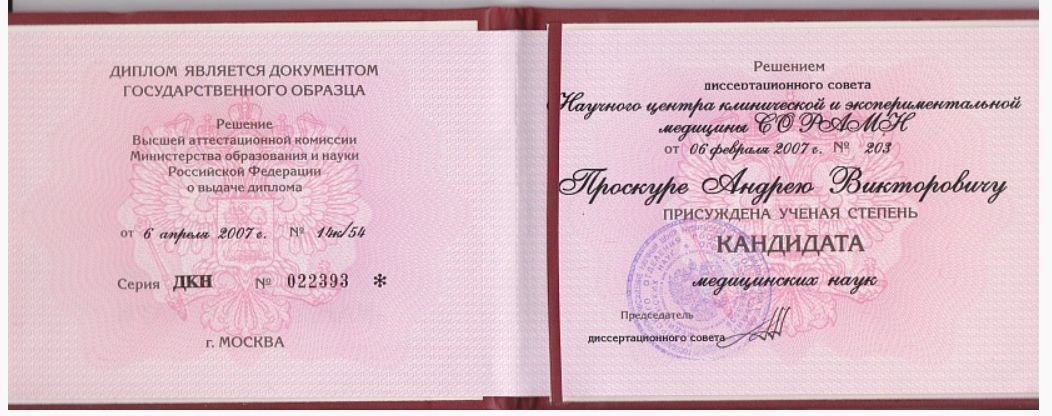 ДИПЛОМ ЯВЛЯЕТСЯ ДОКУМЕНТОМ
ГОСУДАРСТВЕННОГО ОБРАЗЦА
Решение
Высшей аттестационной комиссии
Министерства образования и науки
Российской Федерации
о выдаче диплома
от 6 апреля 2007 г. № 14к/54
Серия ДКН № 022393 *
г. МОСКВА
Решением
диссертационного совета
Научного центра клинической и экспериментальной
медицины СО РАМН
от 06 февраля 2007 г. № 203
Проскуре Андрею Викторовичу
ПРИСУЖДЕНА УЧЕНАЯ СТЕПЕНЬ
КАНДИДАТА
медицинских наук
Председатель
диссертационного совета